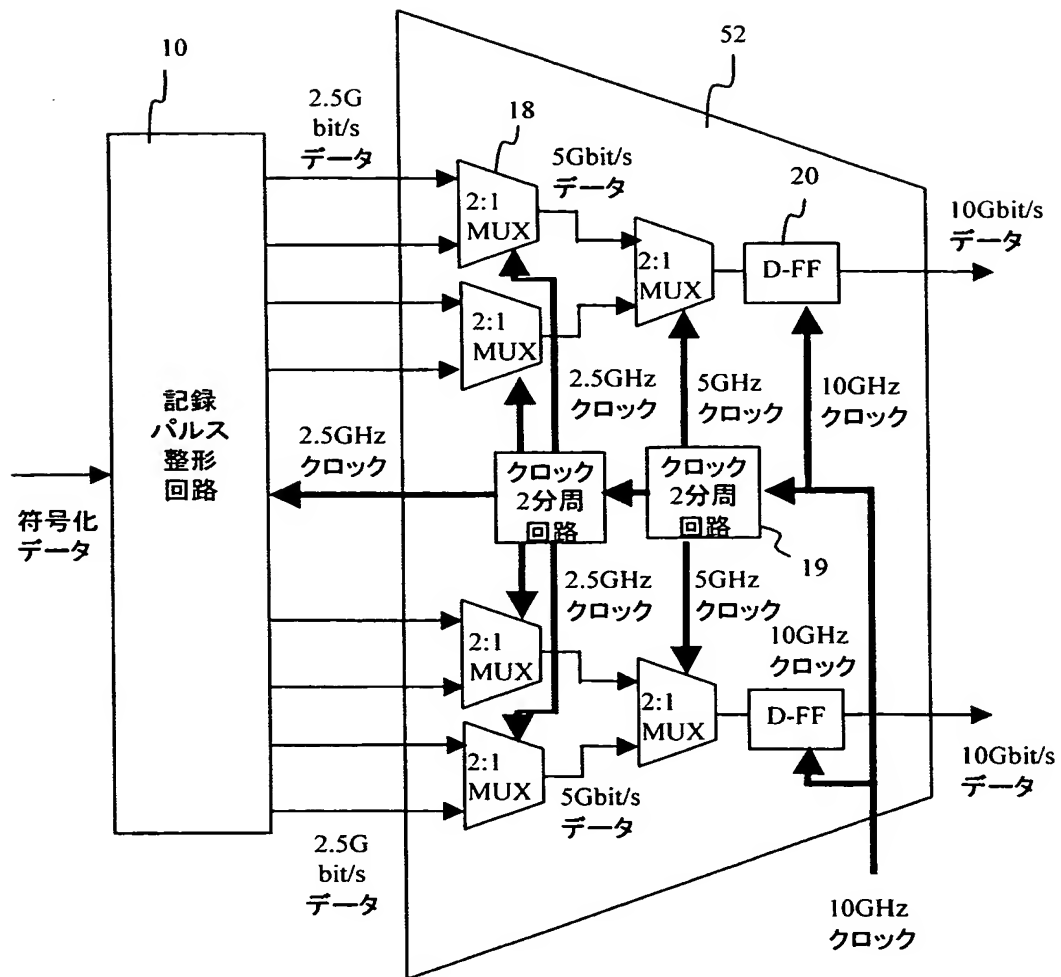 10
52
2.5G
bit/s
データ
18
5Gbit/s
データ
20
10Gbit/s
データ
2:1
MUX
2:1
MUX
D-FF
2:1
MUX
記録
パルス
整形
回路
2.5GHz
クロック
2.5GHz
クロック
5GHz
クロック
10GHz
クロック
符号化
データ
クロック
2分周
回路
クロック
2分周
回路
19
2.5GHz
クロック
5GHz
クロック
10GHz
クロック
2:1
MUX
2:1
MUX
D-FF
2:1
MUX
5Gbit/s
データ
10Gbit/s
データ
2.5G
bit/s
データ
10GHz
クロック